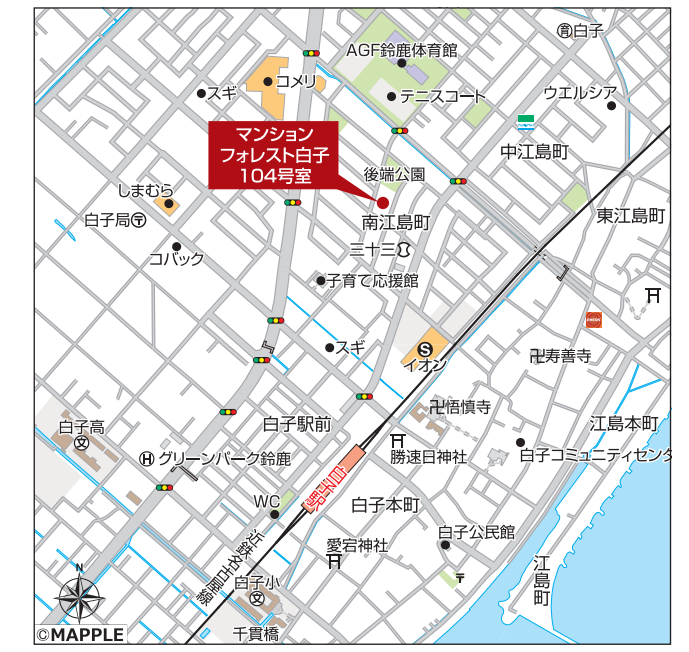 白子
AGF鈴鹿体育館
コメリ
スギ
テニスコート
ウエルシア
マンション
フォレスト白子
104号室
中江島町
後端公園
しまむら
白子局
南江島町
東江島町
三十三
コバック
子育て応援館
ENEOS
スギ
S
イオン
卍寿善寺
白子高
文
白子駅前
卍悟慎寺
江島本町
勝速日神社
白子コミュニティセンタ
H グリーンパーク鈴鹿
白子駅
WC
白子本町
白子公民館
近鉄名古屋線
愛宕神社
江島町
N
白子小
文
千貫橋
©MAPPLE